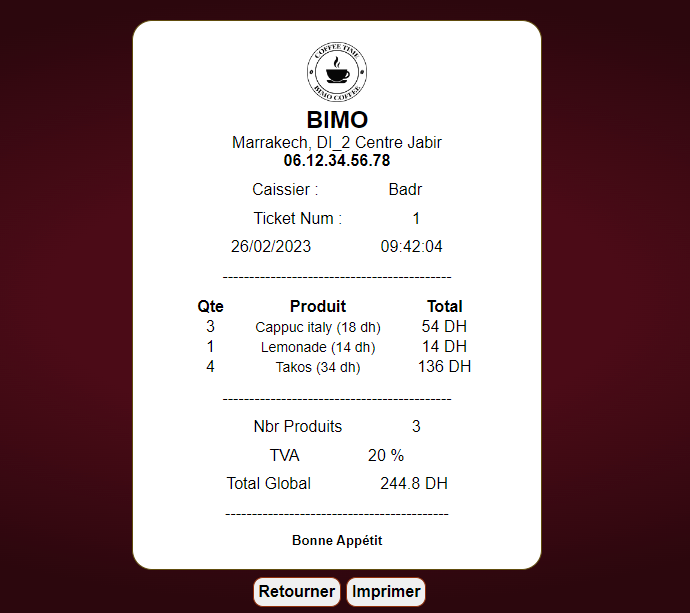 COFFEE TIME
BIMO COFFEE
BIMO
Marrakech, DI_2 Centre Jabir
06.12.34.56.78
Caissier : Badr
Ticket Num : 1
26/02/2023 09:42:04
-------------------------------------------
Qte Produit Total
3 Cappuc italy (18 dh) 54 DH
1 Lemonade (14 dh) 14 DH
4 Takos (34 dh) 136 DH
-------------------------------------------
Nbr Produits 3
TVA 20 %
Total Global 244.8 DH
------------------------------------------
Bonne Appétit
Retourner Imprimer